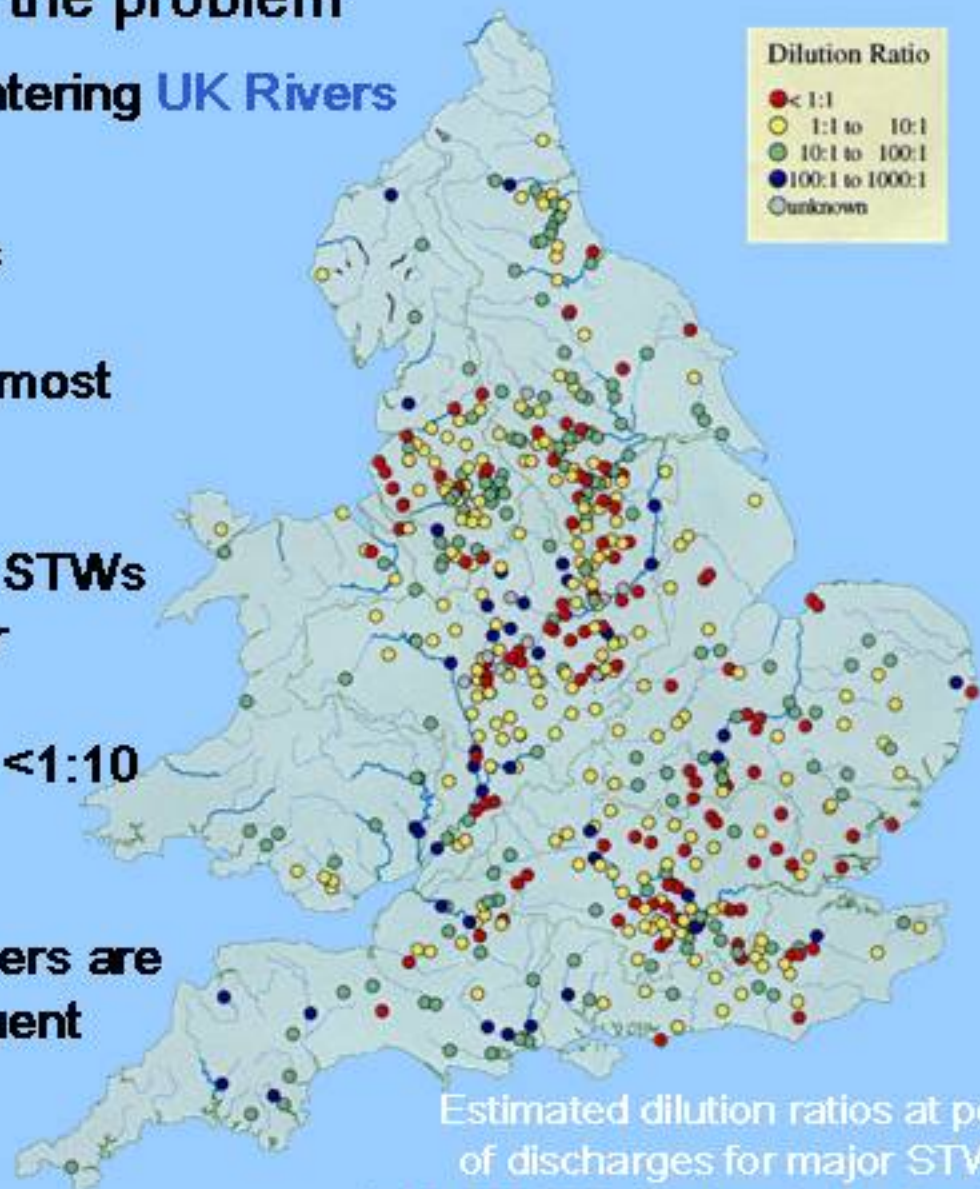 the problem
ntering UK Rivers
s
most
STWs
r
<1:10
ers are
uent
Dilution Ratio
< 1:1
1:1 to 10:1
10:1 to 100:1
100:1 to 1000:1
unknown
Estimated dilution ratios at po
of discharges for major STW